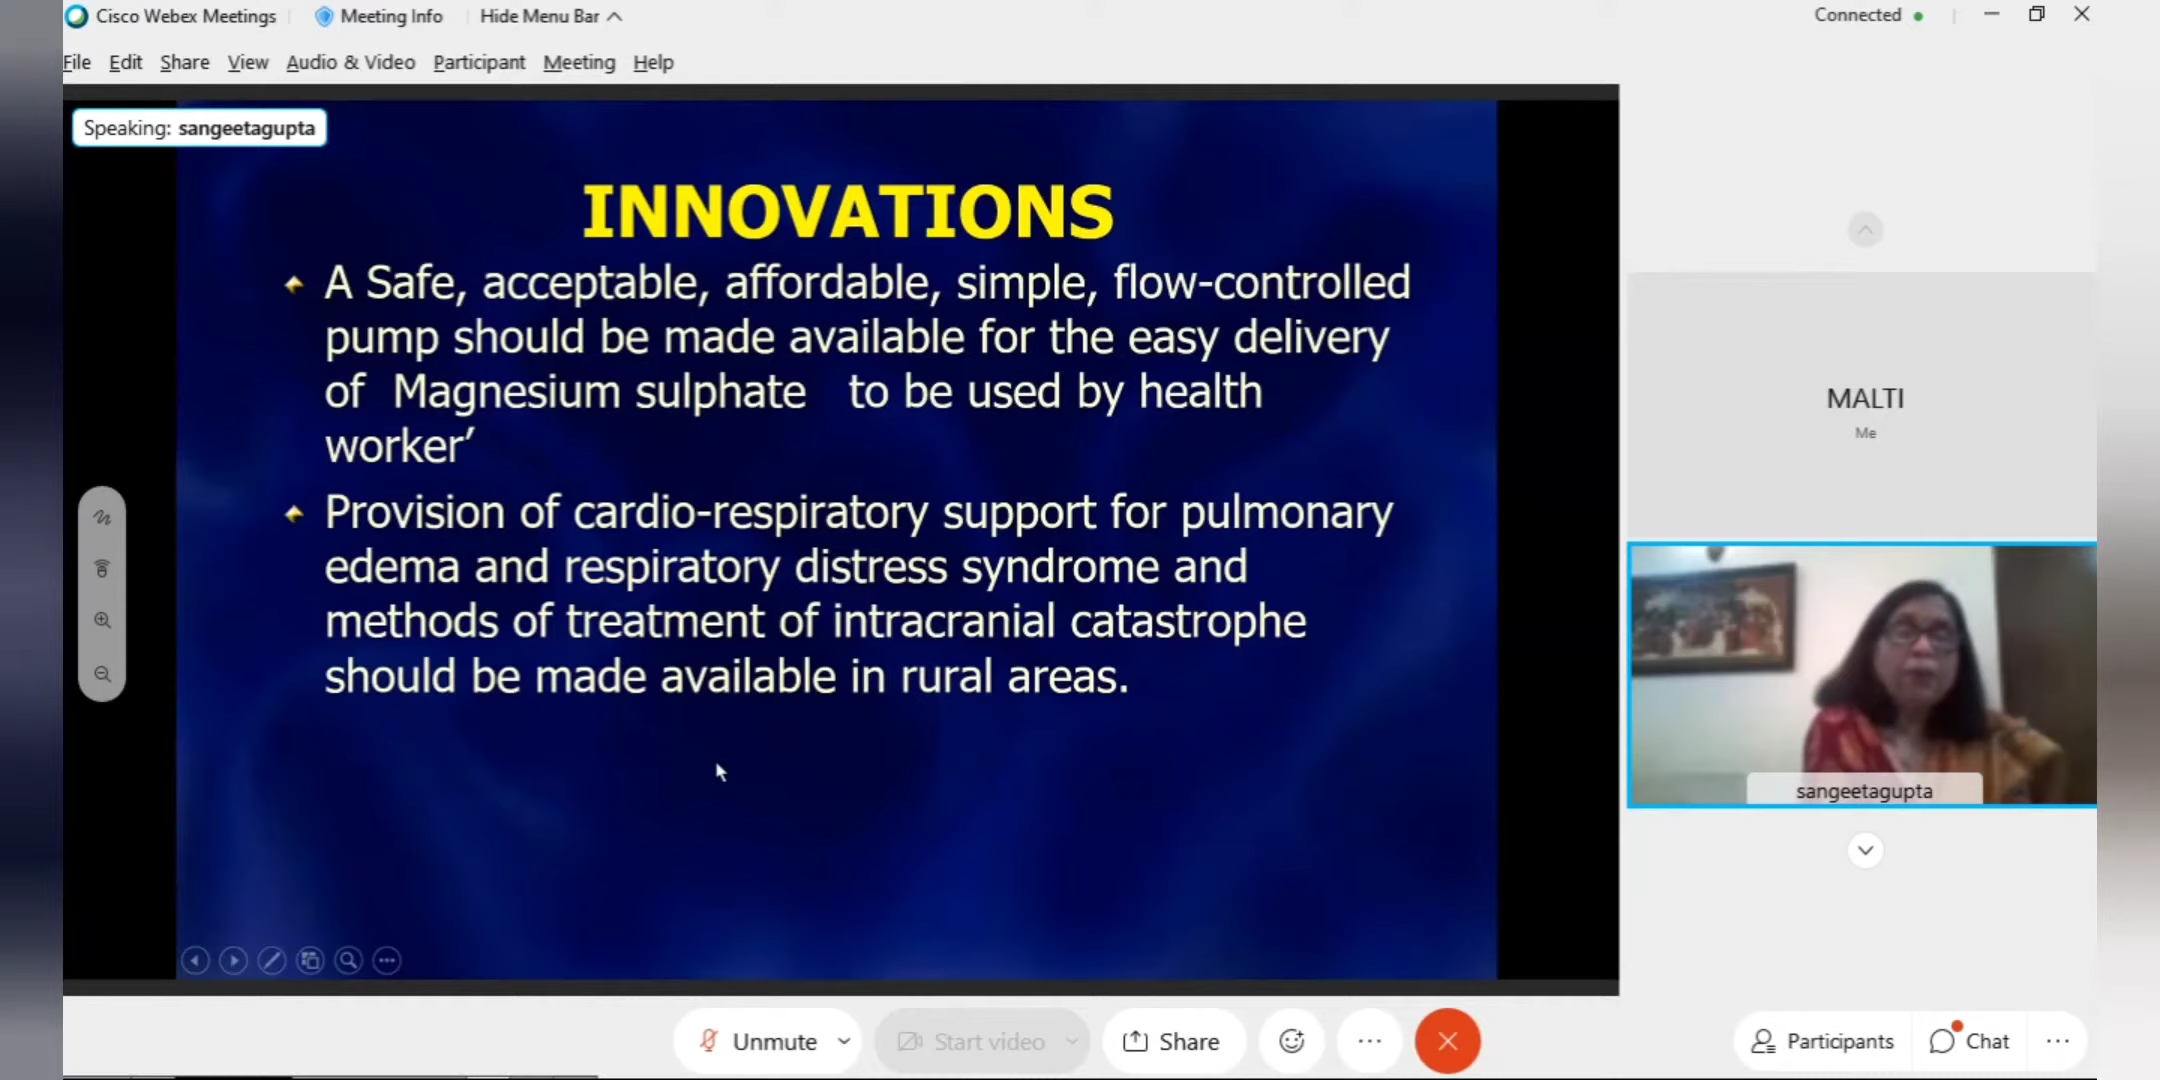 Cisco Webex Meetings Meeting Info Hide Menu Bar Connected
File Edit Share View Audio & Video Participant Meeting Help
Speaking: sangeetagupta
INNOVATIONS
A Safe, acceptable, affordable, simple, flow-controlled
pump should be made available for the easy delivery
of Magnesium sulphate to be used by health
worker’
Provision of cardio-respiratory support for pulmonary
edema and respiratory distress syndrome and
methods of treatment of intracranial catastrophe
should be made available in rural areas.
MALTI
Me
sangeetagupta
Unmute Start video Share Participants Chat